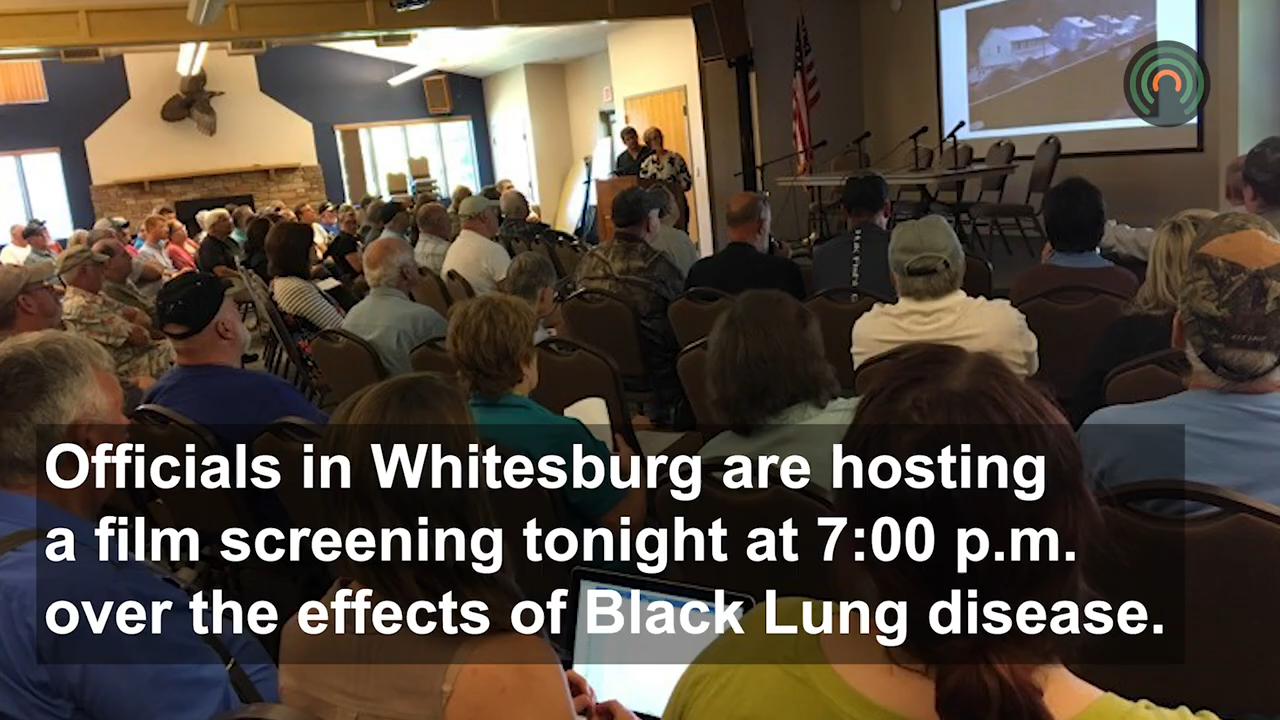 Officials in Whitesburg are hosting
a film screening tonight at 7:00 p.m.
over the effects of Black Lung disease.